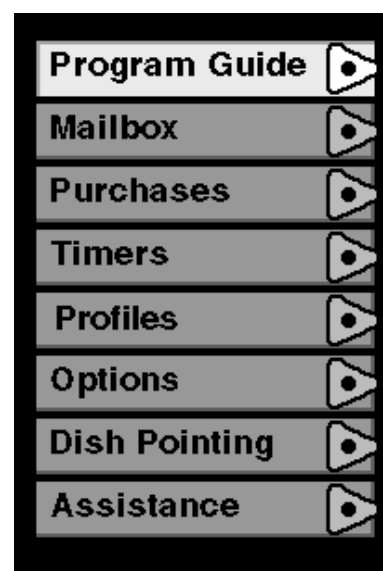 Program Guide
Mailbox
Purchases
Timers
Profiles
Options
Dish Pointing
Assistance